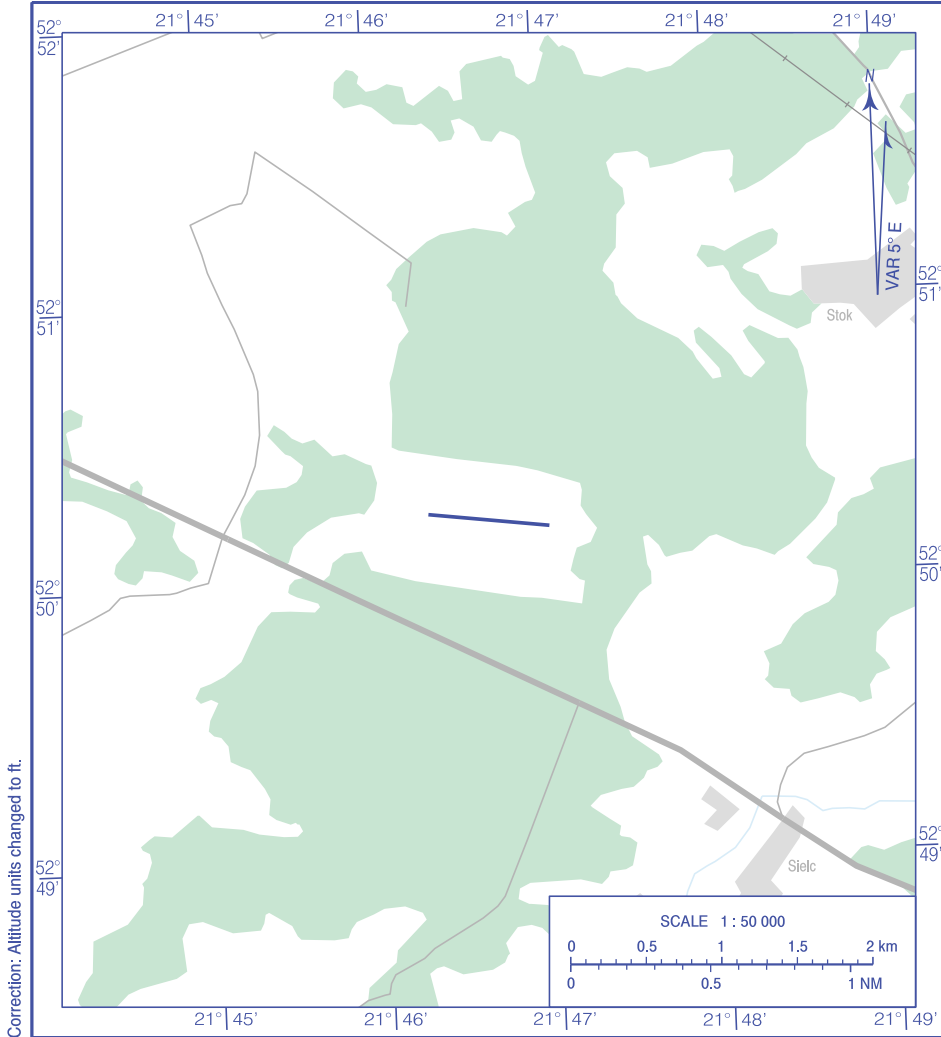 21° 45' 21° 46' 21° 47' 21° 48' 21° 49'
52°
52'
N
VAR 5° E
52°
51'
52°
51'
Stok
52°
50'
52°
50'
52°
49'
52°
49'
Sielc
SCALE 1 : 50 000
0 0.5 1 1.5 2 km
0 0.5 1 NM
21° 45' 21° 46' 21° 47' 21° 48' 21° 49'
Correction: Altitude units changed to ft.